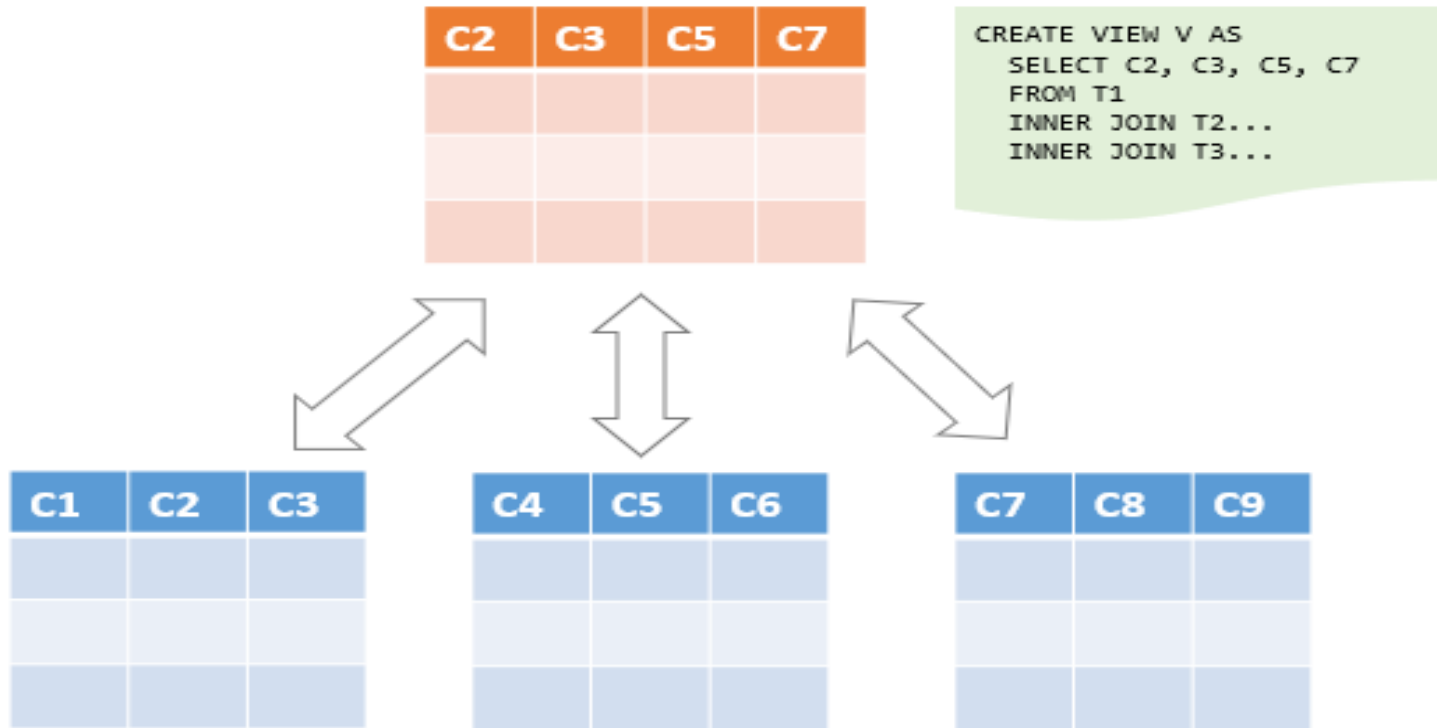 C2 C3 C5 C7
CREATE VIEW V AS
SELECT C2, C3, C5, C7
FROM T1
INNER JOIN T2...
INNER JOIN T3...
C1 C2 C3
C4 C5 C6
C7 C8 C9